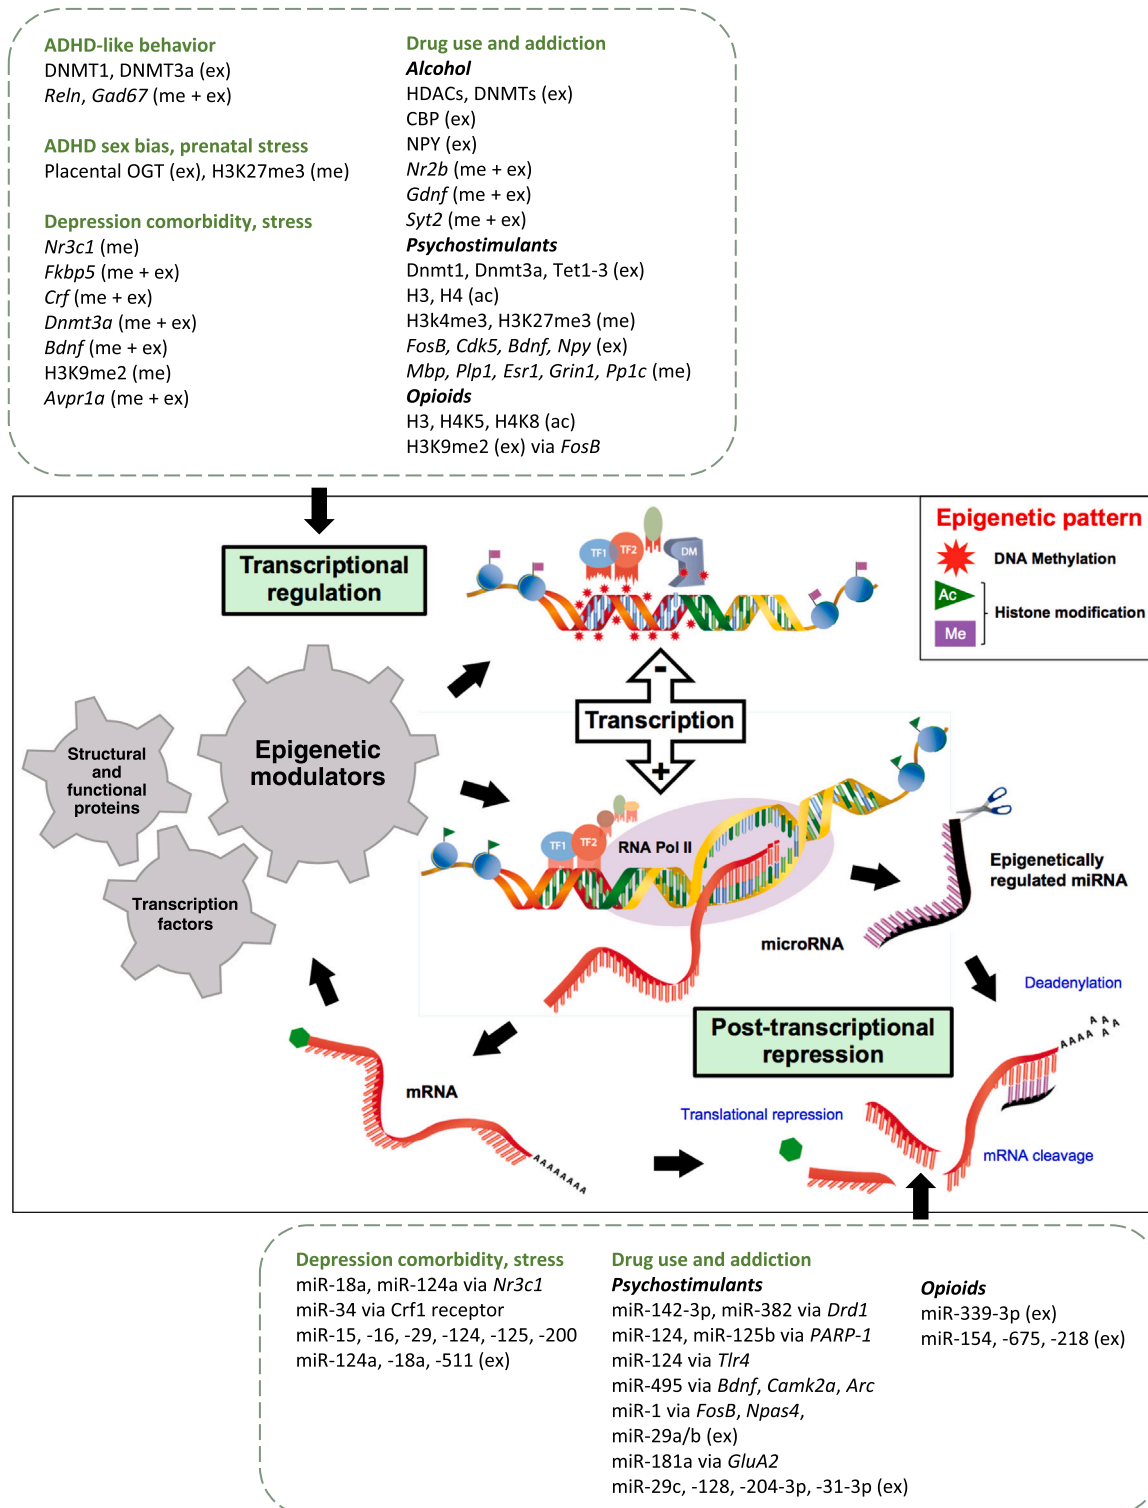 ADHD-like behavior
DNMT1, DNMT3a (ex)
Reln, Gad67 (me + ex)
ADHD sex bias, prenatal stress
Placental OGT (ex), H3K27me3 (me)
Depression comorbidity, stress
Nr3c1 (me)
Fkbp5 (me + ex)
Crf (me + ex)
Dnmt3a (me + ex)
Bdnf (me + ex)
H3K9me2 (me)
Avpr1a (me + ex)
Drug use and addiction
Alcohol
HDACs, DNMTs (ex)
CBP (ex)
NPY (ex)
Nr2b (me + ex)
Gdnf (me + ex)
Syt2 (me + ex)
Psychostimulants
Dnmt1, Dnmt3a, Tet1-3 (ex)
H3, H4 (ac)
H3k4me3, H3K27me3 (me)
FosB, Cdk5, Bdnf, Npy (ex)
Mbp, Plp1, Esr1, Grin1, Pp1c (me)
Opioids
H3, H4K5, H4K8 (ac)
H3K9me2 (ex) via FosB
Transcriptional
regulation
TF1
TF2
DM
Epigenetic pattern
DNA Methylation
Ac
Histone modification
Me
-
Transcription
+
Structural
and
functional
proteins
Epigenetic
modulators
Transcription
factors
TF1
TF2
RNA Pol II
Epigenetically
regulated miRNA
microRNA
Deadenylation
A A A A A A A A
Post-transcriptional
repression
mRNA
AAAAAAAA
Translational repression
mRNA cleavage
Depression comorbidity, stress
miR-18a, miR-124a via Nr3c1
miR-34 via Crf1 receptor
miR-15, -16, -29, -124, -125, -200
miR-124a, -18a, -511 (ex)
Drug use and addiction
Psychostimulants
miR-142-3p, miR-382 via Drd1
miR-124, miR-125b via PARP-1
miR-124 via Tlr4
miR-495 via Bdnf, Camk2a, Arc
miR-1 via FosB, Npas4,
miR-29a/b (ex)
miR-181a via GluA2
miR-29c, -128, -204-3p, -31-3p (ex)
Opioids
miR-339-3p (ex)
miR-154, -675, -218 (ex)